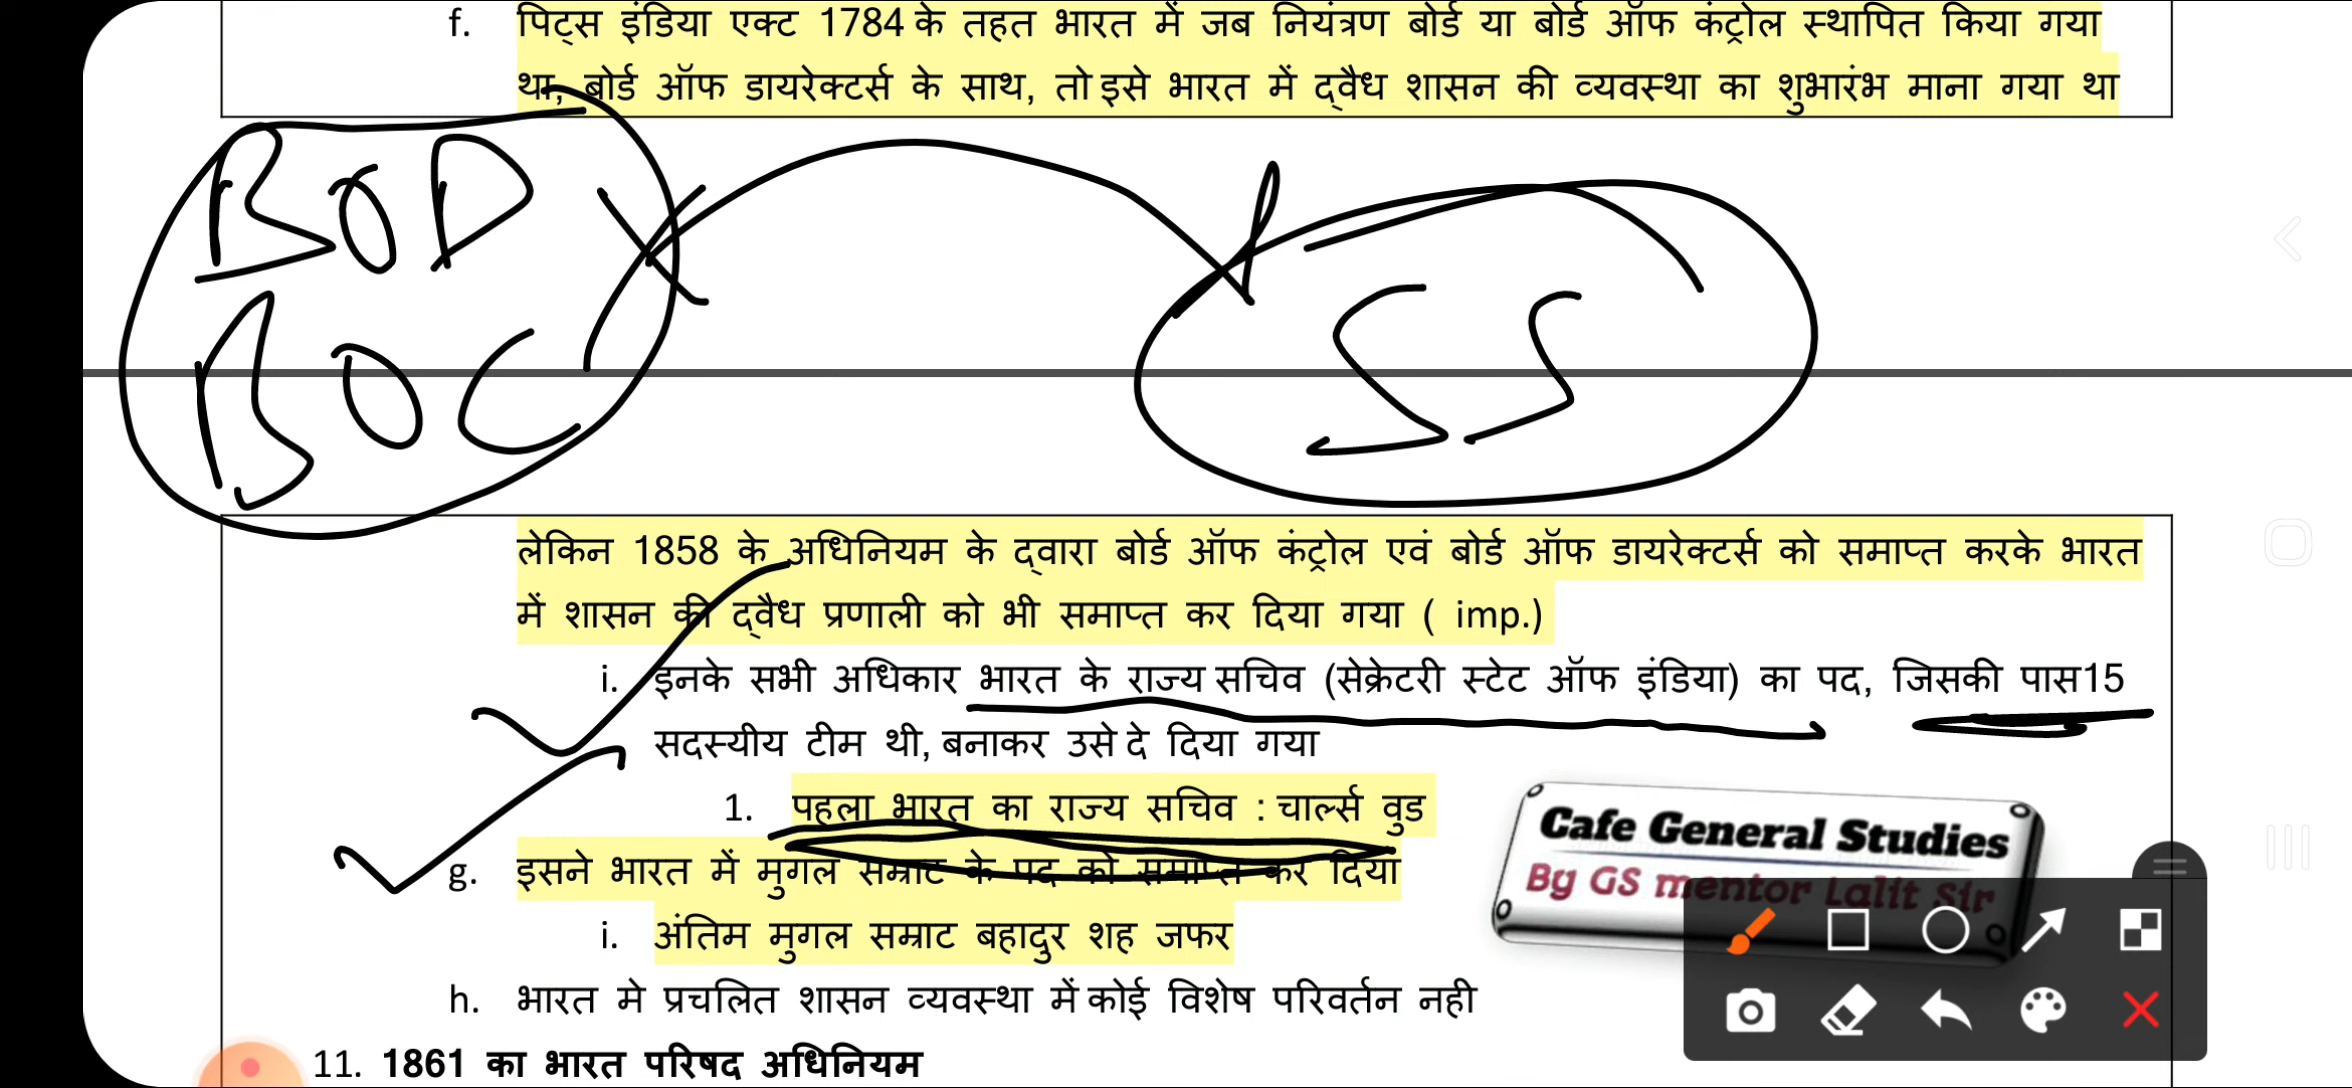 f. पिट्स इंडिया एक्ट 1784 के तहत भारत में जब नियंत्रण बोर्ड या बोर्ड ऑफ कंट्रोल स्थापित किया गया
था, बोर्ड ऑफ डायरेक्टर्स के साथ, तो इसे भारत में द्वैध शासन की व्यवस्था का शुभारंभ माना गया था
BOD
BOC
SS
लेकिन 1858 के अधिनियम के द्वारा बोर्ड ऑफ कंट्रोल एवं बोर्ड ऑफ डायरेक्टर्स को समाप्त करके भारत
में शासन की द्वैध प्रणाली को भी समाप्त कर दिया गया ( imp.)
i. इनके सभी अधिकार भारत के राज्य सचिव (सेक्रेटरी स्टेट ऑफ इंडिया) का पद, जिसकी पास15
सदस्यीय टीम थी, बनाकर उसे दे दिया गया
1. पहला भारत का राज्य सचिव : चार्ल्स वुड
g. इसने भारत में मुगल सम्राट के पद को समाप्त कर दिया
i. अंतिम मुगल सम्राट बहादुर शह जफर
h. भारत मे प्रचलित शासन व्यवस्था में कोई विशेष परिवर्तन नही
11. 1861 का भारत परिषद अधिनियम
Cafe General Studies
By GS mentor Lalit Sir